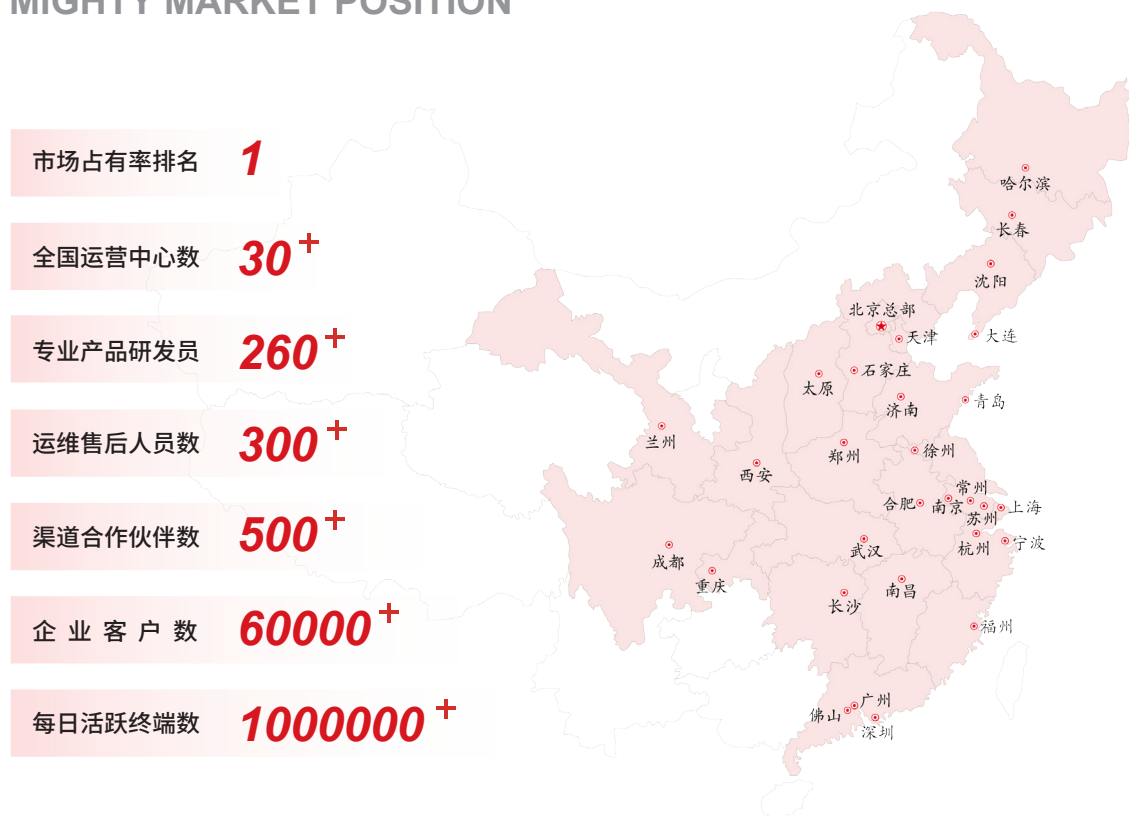 MIGHTY MARKET POSITION
市场占有率排名 1
全国运营中心数 30+
专业产品研发员 260+
运维售后人员数 300+
渠道合作伙伴数 500+
企业客户数 60000+
每日活跃终端数 1000000+
哈尔滨
长春
沈阳
北京总部
天津
大连
石家庄
太原
济南
青岛
兰州
郑州
徐州
西安
常州
合肥
南京
苏州
上海
武汉
杭州
宁波
成都
重庆
南昌
长沙
福州
广州
佛山
深圳